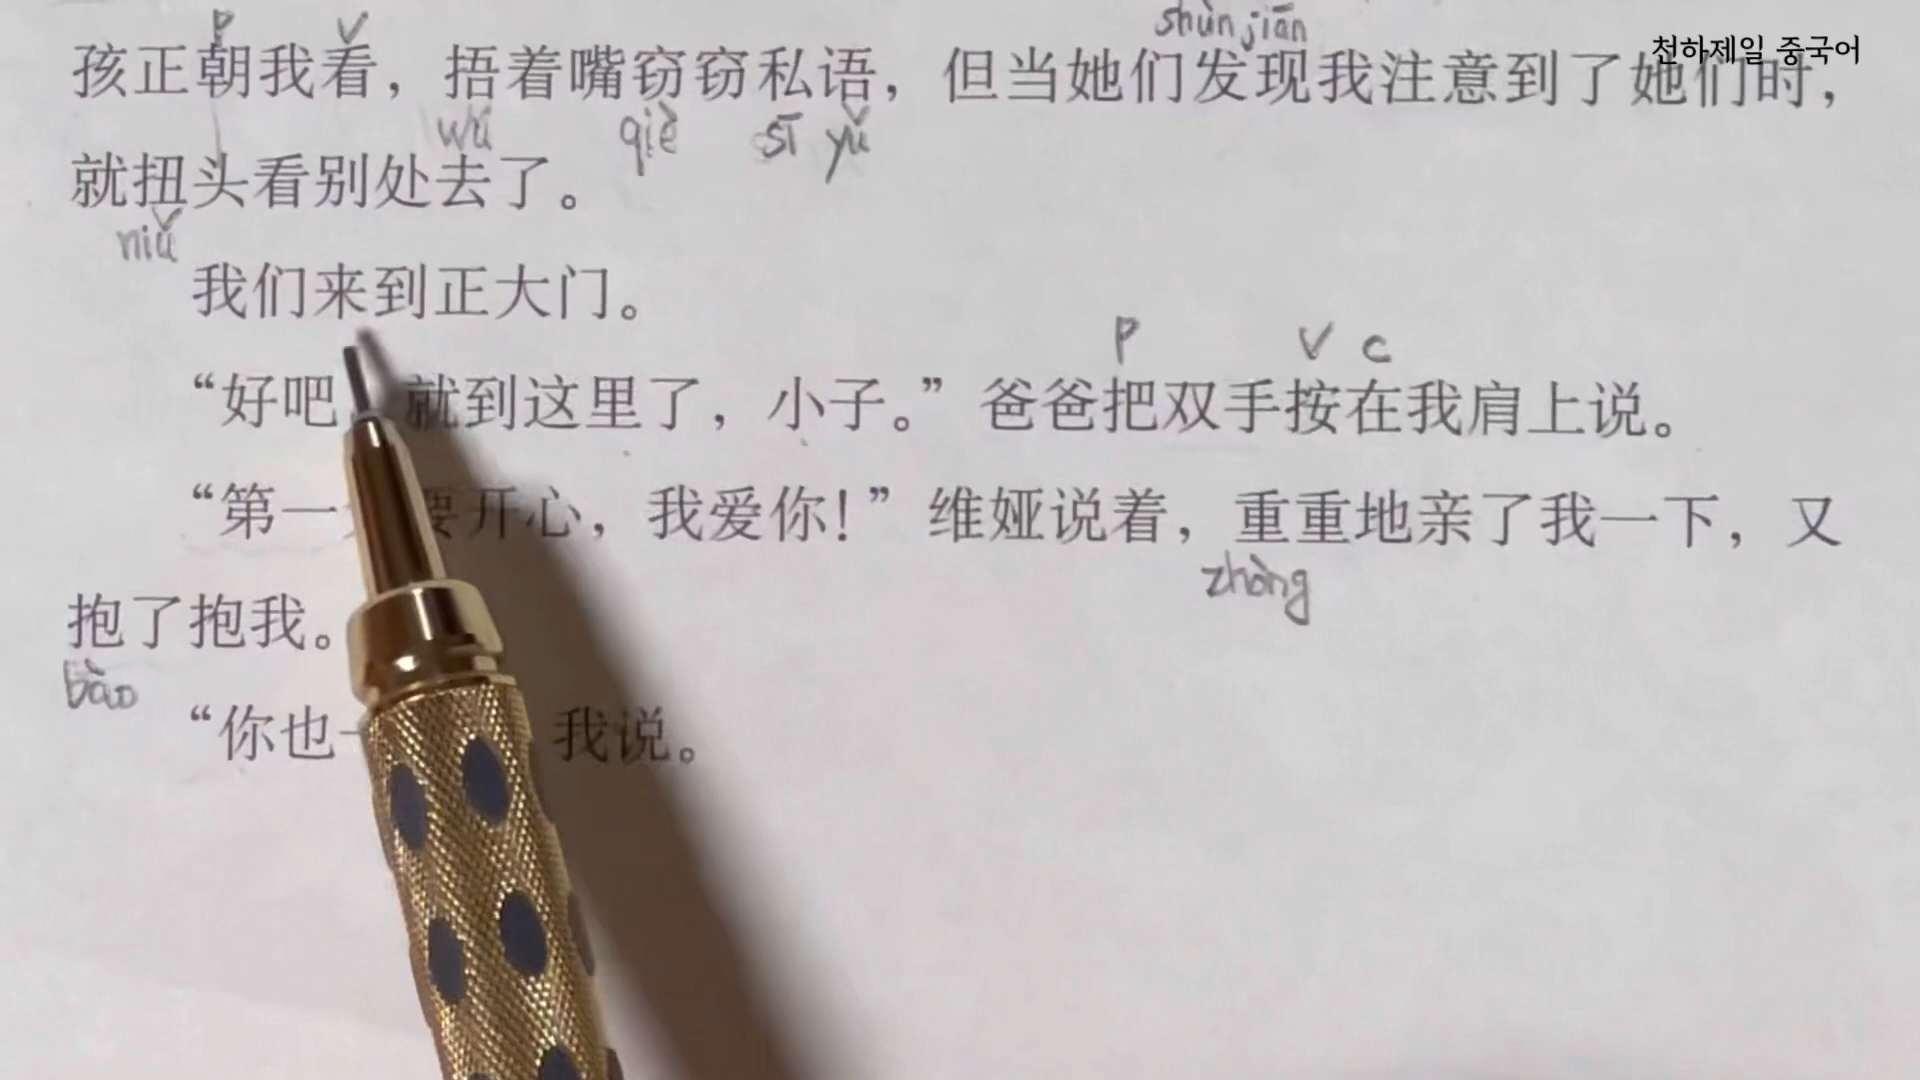 shùn jiān
천하제일 중국어
p v
孩正朝我看，捂着嘴窃窃私语，但当她们发现我注意到了她们时，
wǔ qiè sī yǔ
就扭头看别处去了。
niǔ
我们来到正大门。
p v c
“好吧 就到这里了，小子。”爸爸把双手按在我肩上说。
“第一 要开心，我爱你！”维娅说着，重重地亲了我一下，又
zhòng
抱了抱我。
bào
“你也 我说。